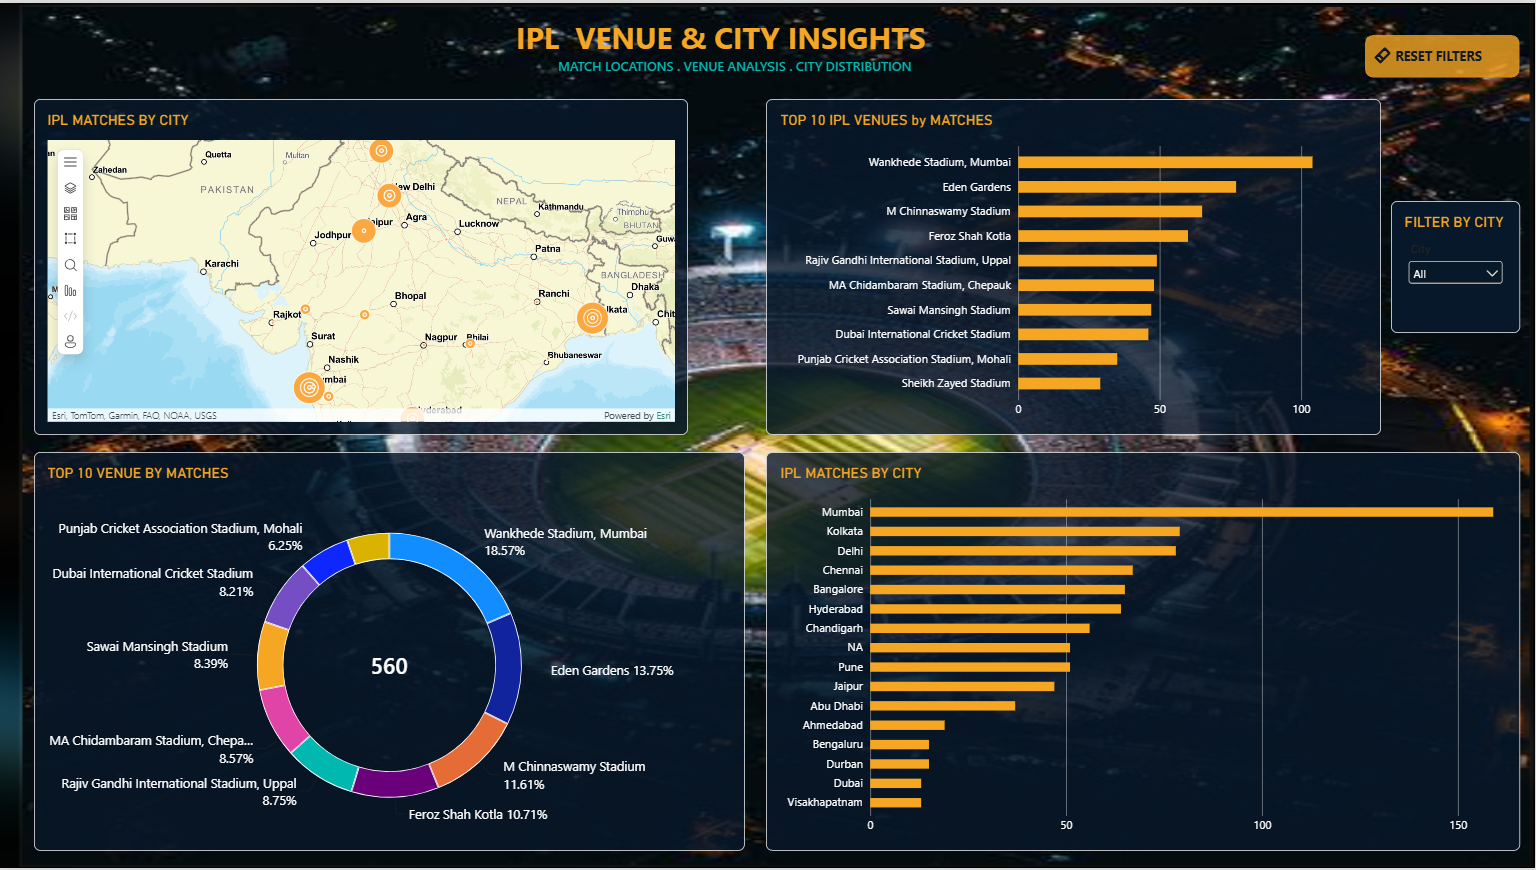 IPL VENUE & CITY INSIGHTS
MATCH LOCATIONS . VENUE ANALYSIS . CITY DISTRIBUTION
RESET FILTERS
IPL MATCHES BY CITY
Quetta
Multan
Zahedan
PAKISTAN
ew Delhi
NEPAL
Kathmandu
Thimphu
BHUTAN
aipur
Agra
Lucknow
Jodhpur
Guw
Patna
Karachi
BANGLADESH
Dhaka
Ranchi
Bhopal
Rajkot
lkata
Chit
Surat
Nagpur
Bhilai
Nashik
Bhubaneswar
mbai
yderabad
Esri, TomTom, Garmin, FAO, NOAA, USGS
Powered by Esri
TOP 10 IPL VENUES by MATCHES
Wankhede Stadium, Mumbai
Eden Gardens
M Chinnaswamy Stadium
Feroz Shah Kotla
Rajiv Gandhi International Stadium, Uppal
MA Chidambaram Stadium, Chepauk
Sawai Mansingh Stadium
Dubai International Cricket Stadium
Punjab Cricket Association Stadium, Mohali
Sheikh Zayed Stadium
0 50 100
FILTER BY CITY
City
All
TOP 10 VENUE BY MATCHES
Punjab Cricket Association Stadium, Mohali
6.25%
Wankhede Stadium, Mumbai
18.57%
Dubai International Cricket Stadium
8.21%
Sawai Mansingh Stadium
8.39%
560
Eden Gardens 13.75%
MA Chidambaram Stadium, Chepa...
8.57%
M Chinnaswamy Stadium
11.61%
Rajiv Gandhi International Stadium, Uppal
8.75%
Feroz Shah Kotla 10.71%
IPL MATCHES BY CITY
Mumbai
Kolkata
Delhi
Chennai
Bangalore
Hyderabad
Chandigarh
NA
Pune
Jaipur
Abu Dhabi
Ahmedabad
Bengaluru
Durban
Dubai
Visakhapatnam
0 50 100 150